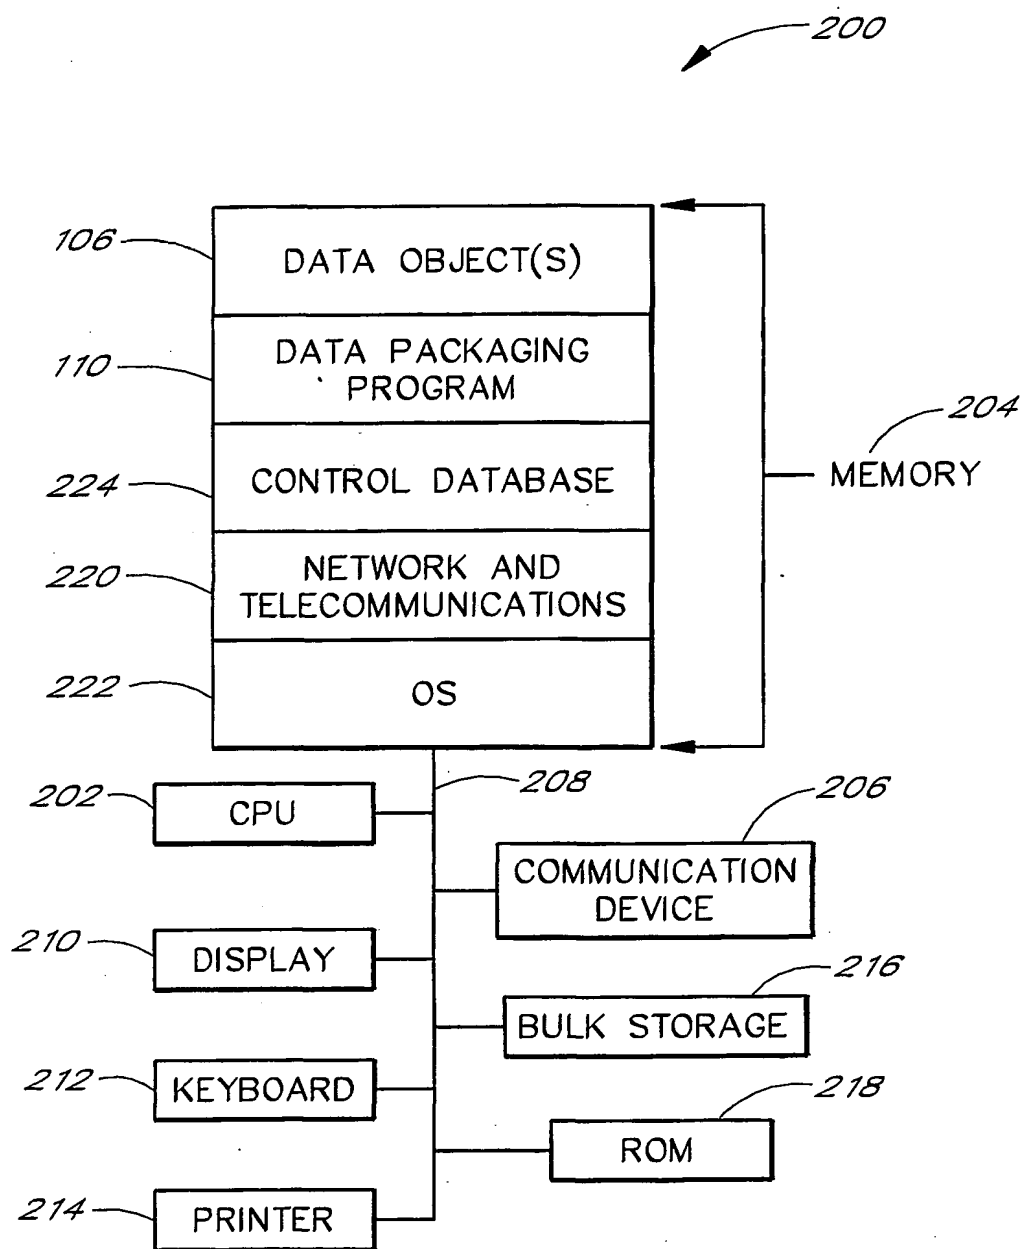 200
106
DATA OBJECT(S)
110
DATA PACKAGING
PROGRAM
204
MEMORY
224
CONTROL DATABASE
220
NETWORK AND
TELECOMMUNICATIONS
222
OS
202
CPU
208
206
COMMUNICATION
DEVICE
210
DISPLAY
216
BULK STORAGE
212
KEYBOARD
218
ROM
214
PRINTER